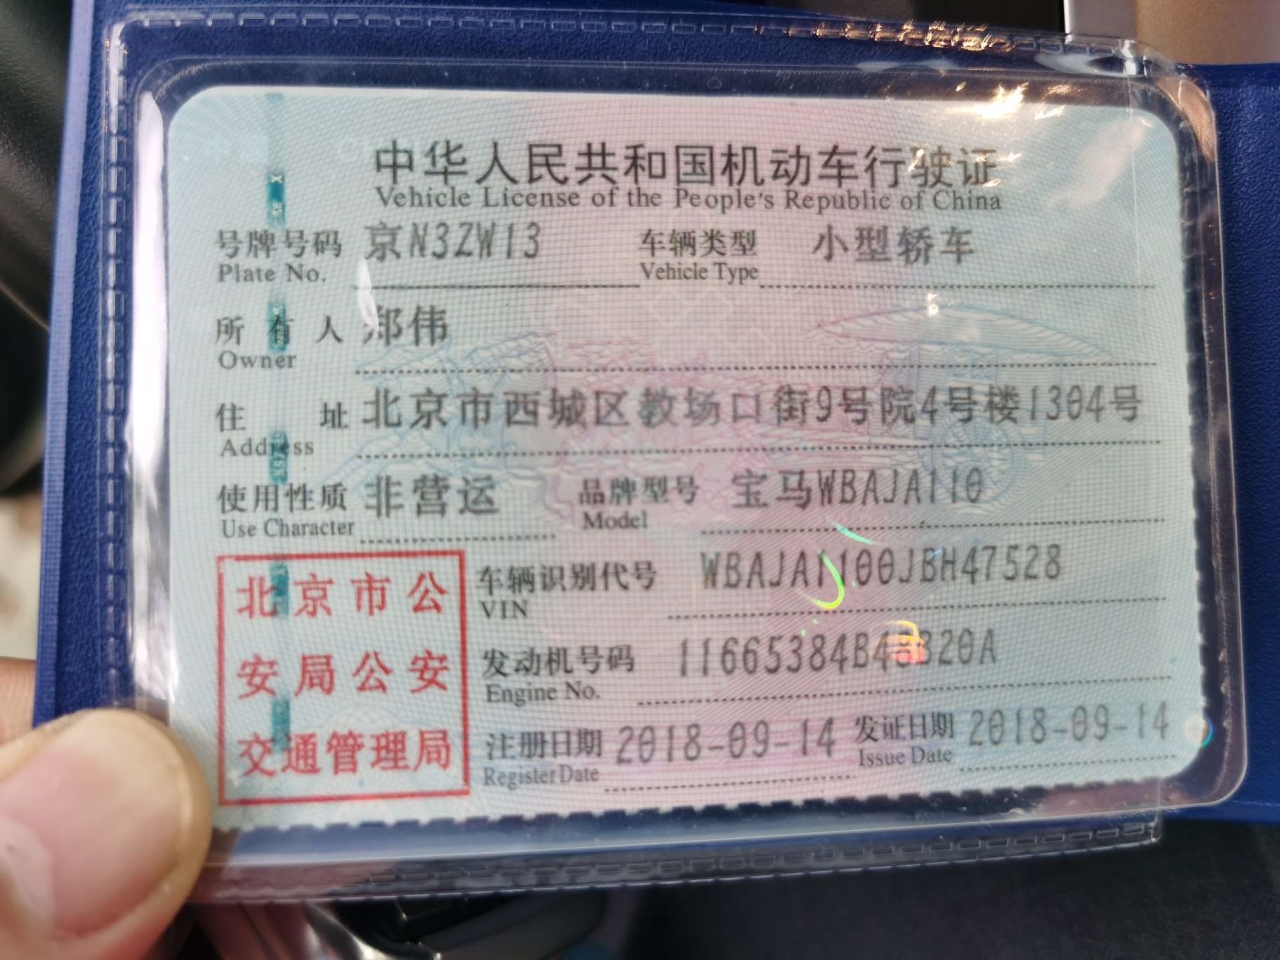 中华人民共和国机动车行驶证
Vehicle License of the People's Republic of China
号牌号码 京N3ZW13 车辆类型 小型轿车
Plate No. Vehicle Type
所有人 郑伟
Owner
住址 北京市西城区教场口街9号院4号楼1304号
Address
使用性质 非营运 品牌型号 宝马WBAJA110
Use Character Model
北京市公
安局公安
交通管理局
车辆识别代号 WBAJA1100JBH47528
VIN
发动机号码
Engine No.
注册日期 2018-09-14 发证日期 2018-09-14
Register Date Issue Date